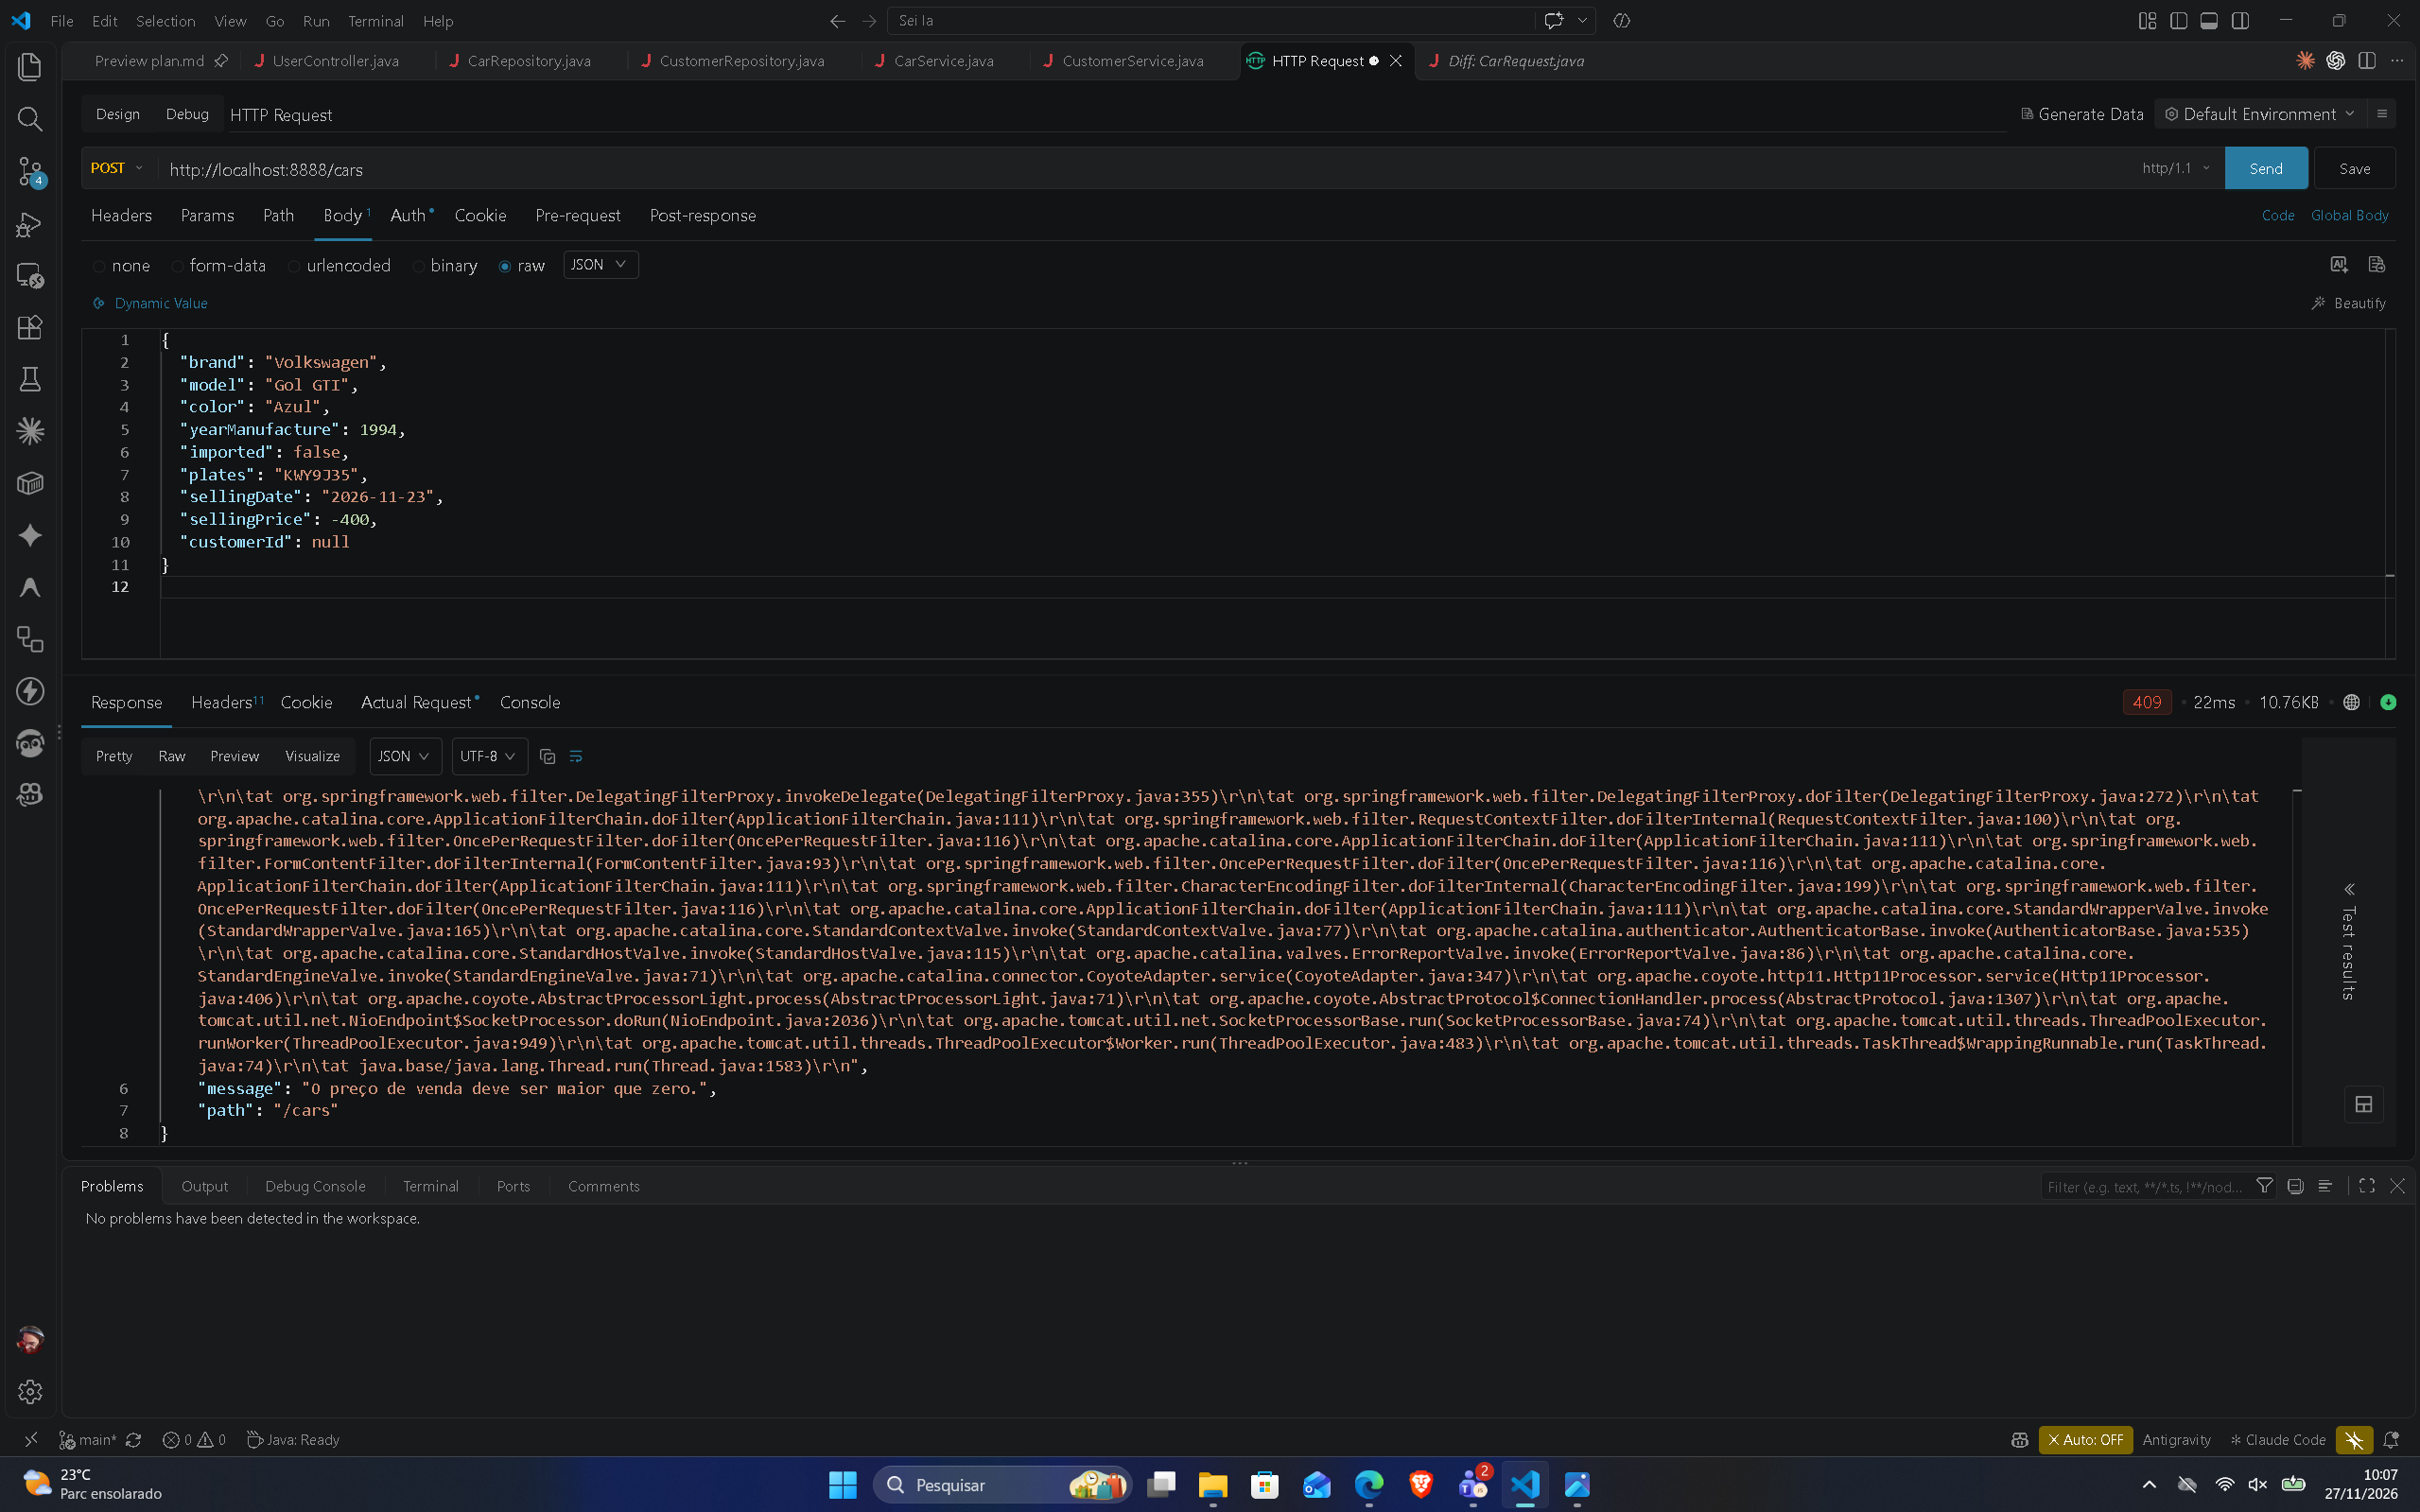 File Edit Selection View Go Run Terminal Help
Sei la
Preview plan.md
UserController.java
CarRepository.java
CustomerRepository.java
CarService.java
CustomerService.java
HTTP HTTP Request
Diff: CarRequest.java
4
Design Debug HTTP Request
Generate Data Default Environment
POST http://localhost:8888/cars http/1.1 Send Save
Headers Params Path Body 1 Auth Cookie Pre-request Post-response
Code Global Body
none form-data urlencoded binary raw JSON
AI
Dynamic Value
Beautify
1 {
2 "brand": "Volkswagen",
3 "model": "Gol GTI",
4 "color": "Azul",
5 "yearManufacture": 1994,
6 "imported": false,
7 "plates": "KWY9J35",
8 "sellingDate": "2026-11-23",
9 "sellingPrice": -400,
10 "customerId": null
11 }
12
Response Headers 11 Cookie Actual Request Console
409 22ms 10.76KB
Pretty Raw Preview Visualize JSON UTF-8
\r\n\tat org.springframework.web.filter.DelegatingFilterProxy.invokeDelegate(DelegatingFilterProxy.java:355)\r\n\tat org.springframework.web.filter.DelegatingFilterProxy.doFilter(DelegatingFilterProxy.java:272)\r\n\tat
org.apache.catalina.core.ApplicationFilterChain.doFilter(ApplicationFilterChain.java:111)\r\n\tat org.springframework.web.filter.RequestContextFilter.doFilterInternal(RequestContextFilter.java:100)\r\n\tat org.
springframework.web.filter.OncePerRequestFilter.doFilter(OncePerRequestFilter.java:116)\r\n\tat org.apache.catalina.core.ApplicationFilterChain.doFilter(ApplicationFilterChain.java:111)\r\n\tat org.springframework.web.
filter.FormContentFilter.doFilterInternal(FormContentFilter.java:93)\r\n\tat org.springframework.web.filter.OncePerRequestFilter.doFilter(OncePerRequestFilter.java:116)\r\n\tat org.apache.catalina.core.
ApplicationFilterChain.doFilter(ApplicationFilterChain.java:111)\r\n\tat org.springframework.web.filter.CharacterEncodingFilter.doFilterInternal(CharacterEncodingFilter.java:199)\r\n\tat org.springframework.web.filter.
OncePerRequestFilter.doFilter(OncePerRequestFilter.java:116)\r\n\tat org.apache.catalina.core.ApplicationFilterChain.doFilter(ApplicationFilterChain.java:111)\r\n\tat org.apache.catalina.core.StandardWrapperValve.invoke
(StandardWrapperValve.java:165)\r\n\tat org.apache.catalina.core.StandardContextValve.invoke(StandardContextValve.java:77)\r\n\tat org.apache.catalina.authenticator.AuthenticatorBase.invoke(AuthenticatorBase.java:535)
\r\n\tat org.apache.catalina.core.StandardHostValve.invoke(StandardHostValve.java:115)\r\n\tat org.apache.catalina.valves.ErrorReportValve.invoke(ErrorReportValve.java:86)\r\n\tat org.apache.catalina.core.
StandardEngineValve.invoke(StandardEngineValve.java:71)\r\n\tat org.apache.catalina.connector.CoyoteAdapter.service(CoyoteAdapter.java:347)\r\n\tat org.apache.coyote.http11.Http11Processor.service(Http11Processor.
java:406)\r\n\tat org.apache.coyote.AbstractProcessorLight.process(AbstractProcessorLight.java:71)\r\n\tat org.apache.coyote.AbstractProtocol$ConnectionHandler.process(AbstractProtocol.java:1307)\r\n\tat org.apache.
tomcat.util.net.NioEndpoint$SocketProcessor.doRun(NioEndpoint.java:2036)\r\n\tat org.apache.tomcat.util.net.SocketProcessorBase.run(SocketProcessorBase.java:74)\r\n\tat org.apache.tomcat.util.threads.ThreadPoolExecutor.
runWorker(ThreadPoolExecutor.java:949)\r\n\tat org.apache.tomcat.util.threads.ThreadPoolExecutor$Worker.run(ThreadPoolExecutor.java:483)\r\n\tat org.apache.tomcat.util.threads.TaskThread$WrappingRunnable.run(TaskThread.
java:74)\r\n\tat java.base/java.lang.Thread.run(Thread.java:1583)\r\n",
6 "message": "O preço de venda deve ser maior que zero.",
7 "path": "/cars"
8 }
Test results
Problems Output Debug Console Terminal Ports Comments
Filter (e.g. text, **/*.ts, !**/nod...
No problems have been detected in the workspace.
main* 0 0 Java: Ready
Auto: OFF Antigravity Claude Code
23°C
Parc ensolarado
Pesquisar
2
10:07
27/11/2026